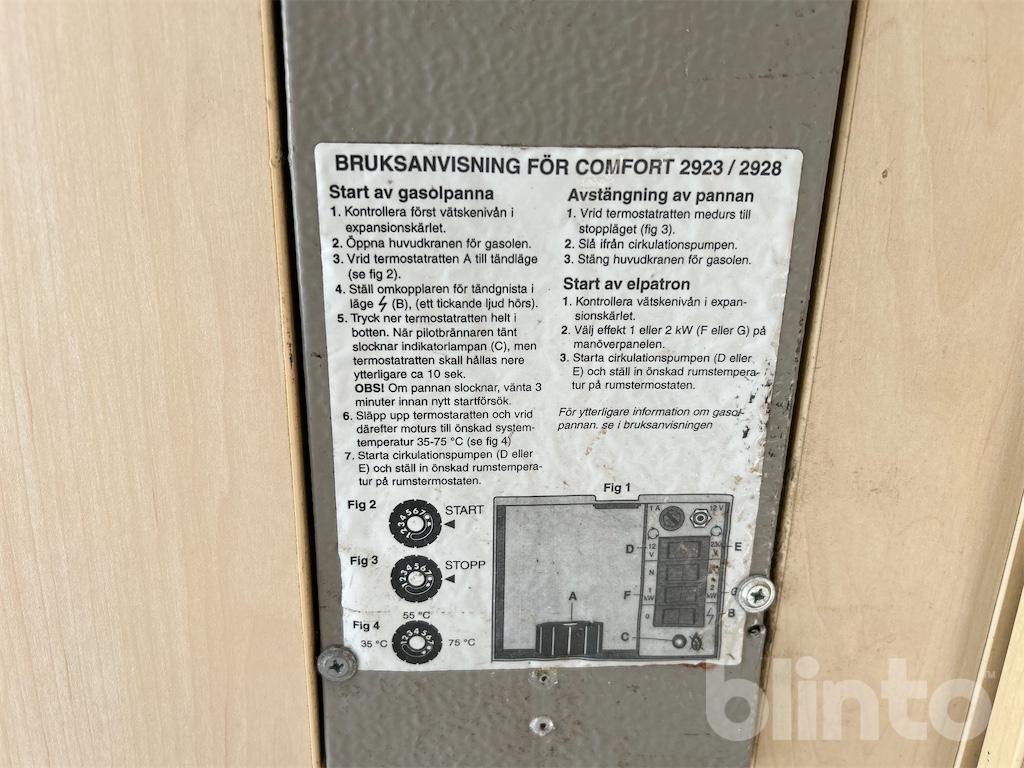 BRUKSANVISNING FÖR COMFORT 2923 / 2928
Start av gasolpanna
1. Kontrollera först vätskenivån i
expansionskärlet.
2. Öppna huvudkranen för gasolen.
3. Vrid termostatratten A till tändläge
(se fig 2).
4. Ställ omkopplaren för tändgnista i
läge (B), (ett tickande ljud hörs).
5. Tryck ner termostatratten helt i
botten. När pilotbrännaren tänt
slocknar indikatorlampan (C), men
termostatratten skall hållas nere
ytterligare ca 10 sek.
OBS! Om pannan slocknar, vänta 3
minuter innan nytt startförsök.
6. Släpp upp termostaratten och vrid
därefter moturs till önskad system-
temperatur 35-75 °C (se fig 4)
7. Starta cirkulationspumpen (D eller
E) och ställ in önskad rumstempera-
tur på rumstermostaten.
Avstängning av pannan
1. Vrid termostatratten medurs till
stoppläget (fig 3).
2. Slå ifrån cirkulationspumpen.
3. Stäng huvudkranen för gasolen.
Start av elpatron
1. Kontrollera vätskenivån i expan-
sionskärlet.
2. Välj effekt 1 eller 2 kW (F eller G) på
manöverpanelen.
3. Starta cirkulationspumpen (D eller
E) och ställ in önskad rumstempera-
tur på rumstermostaten.
För ytterligare information om gasol-
pannan. se i bruksanvisningen
Fig 2
START
Fig 3
STOPP
55 °C
Fig 4
35 °C
75 °C
Fig 1
1 A
12 V
D
12
V
E
N
F
1
kW
2
kW
G
0
B
A
C
blinto